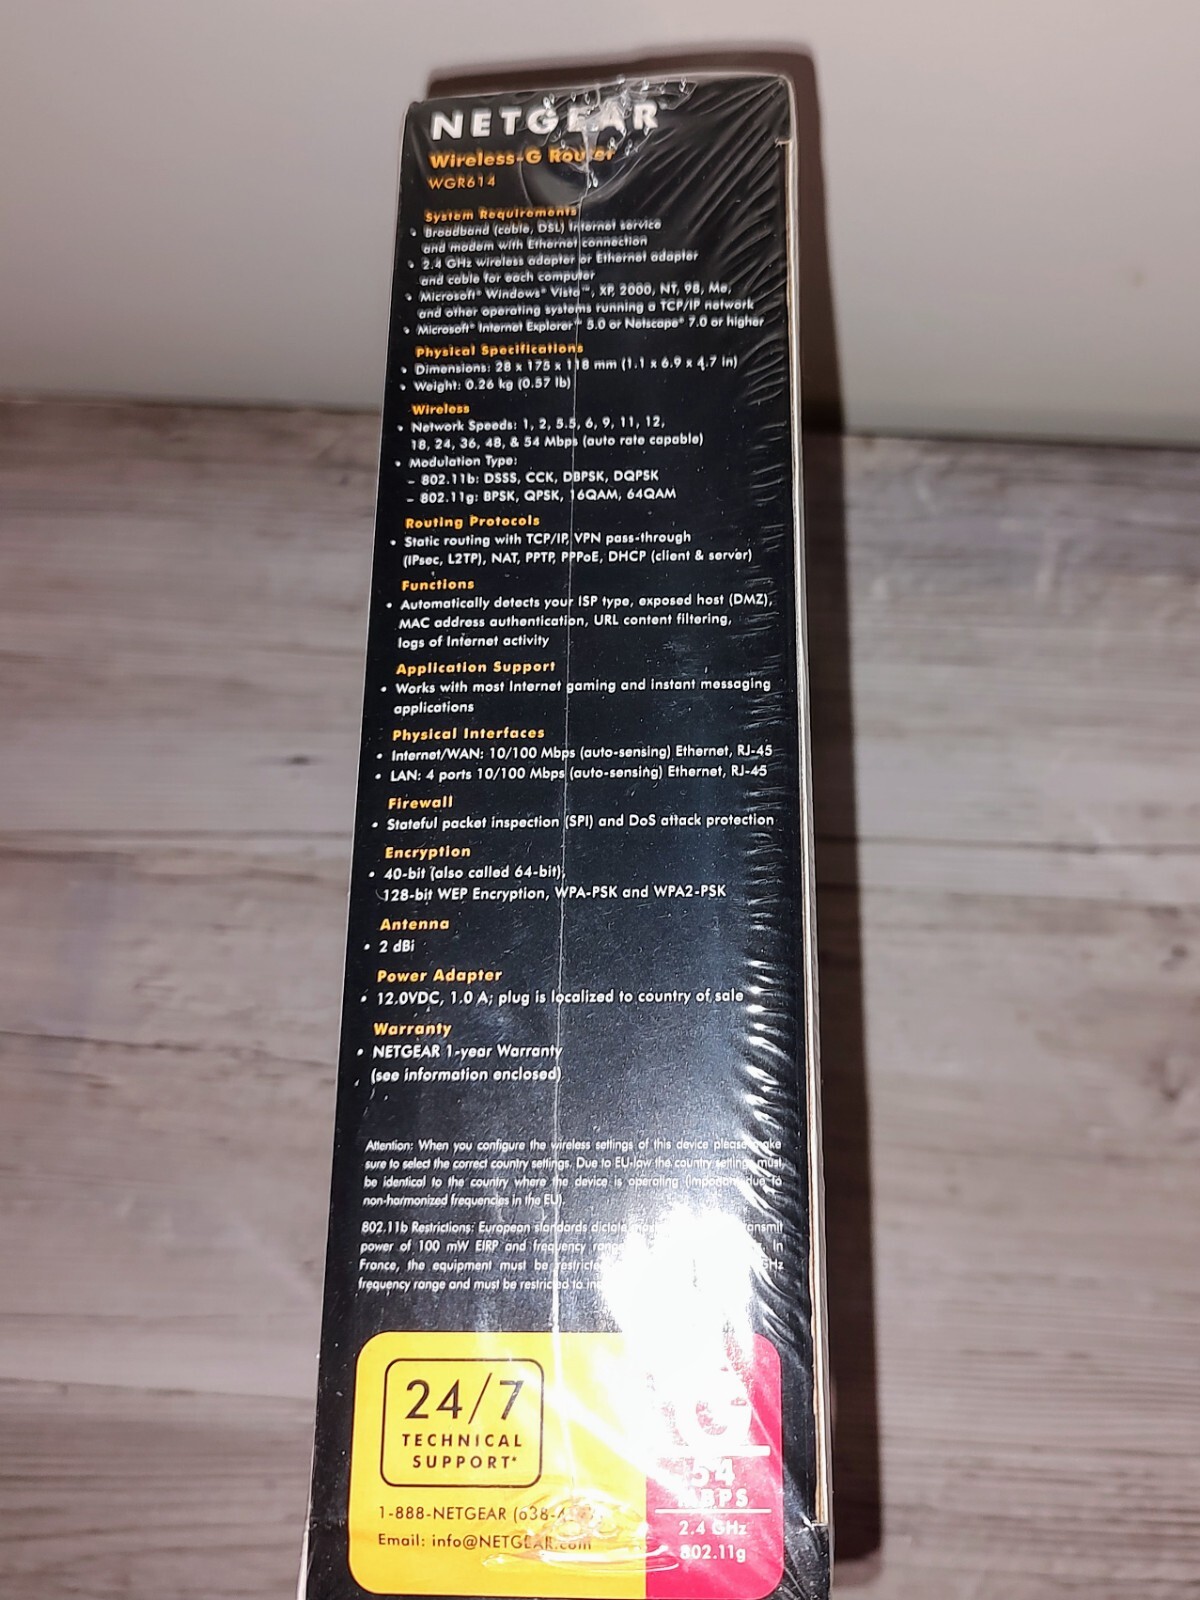 NETGEAR
Wireless-G Router
WGR614
System Requirements
• Broadband (cable, DSL) Internet service
and modem with Ethernet connection
• 2.4 GHz wireless adapter or Ethernet adapter
and cable for each computer
• Microsoft® Windows® Vista™, XP, 2000, NT, 98, Me,
and other operating systems running a TCP/IP network
• Microsoft® Internet Explorer™ 5.0 or Netscape® 7.0 or higher
Physical Specifications
• Dimensions: 28 x 175 x 118 mm (1.1 x 6.9 x 4.7 in)
• Weight: 0.26 kg (0.57 lb)
Wireless
• Network Speeds: 1, 2, 5.5, 6, 9, 11, 12,
18, 24, 36, 48, & 54 Mbps (auto rate capable)
• Modulation Type:
– 802.11b: DSSS, CCK, DBPSK, DQPSK
– 802.11g: BPSK, QPSK, 16QAM, 64QAM
Routing Protocols
• Static routing with TCP/IP, VPN pass-through
(IPsec, L2TP), NAT, PPTP, PPPoE, DHCP (client & server)
Functions
• Automatically detects your ISP type, exposed host (DMZ),
MAC address authentication, URL content filtering,
logs of Internet activity
Application Support
• Works with most Internet gaming and instant messaging
applications
Physical Interfaces
• Internet/WAN: 10/100 Mbps (auto-sensing) Ethernet, RJ-45
• LAN: 4 ports 10/100 Mbps (auto-sensing) Ethernet, RJ-45
Firewall
• Stateful packet inspection (SPI) and DoS attack protection
Encryption
• 40-bit (also called 64-bit),
128-bit WEP Encryption, WPA-PSK and WPA2-PSK
Antenna
• 2 dBi
Power Adapter
• 12.0VDC, 1.0 A; plug is localized to country of sale
Warranty
• NETGEAR 1-year Warranty
(see information enclosed)
Attention: When you configure the wireless settings of this device please make
sure to select the correct country settings. Due to EU-law the country settings must
be identical to the country where the device is operating (important due to
non-harmonized frequencies in the EU).
802.11b Restrictions: European standards dictate transmit
power of 100 mW EIRP and frequency In
France, the equipment must be GHz
frequency range and must be restricted to
24/7
TECHNICAL
SUPPORT*
1-888-NETGEAR
Email: info@NETGEAR.com
G
54
MBPS
2.4 GHz
802.11g